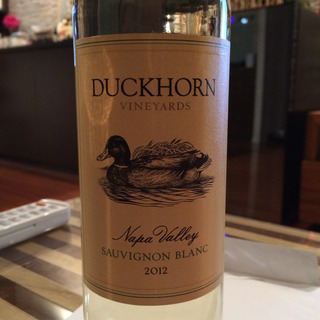 DUCKHORN
VINEYARDS
Napa Valley
SAUVIGNON BLANC
2012